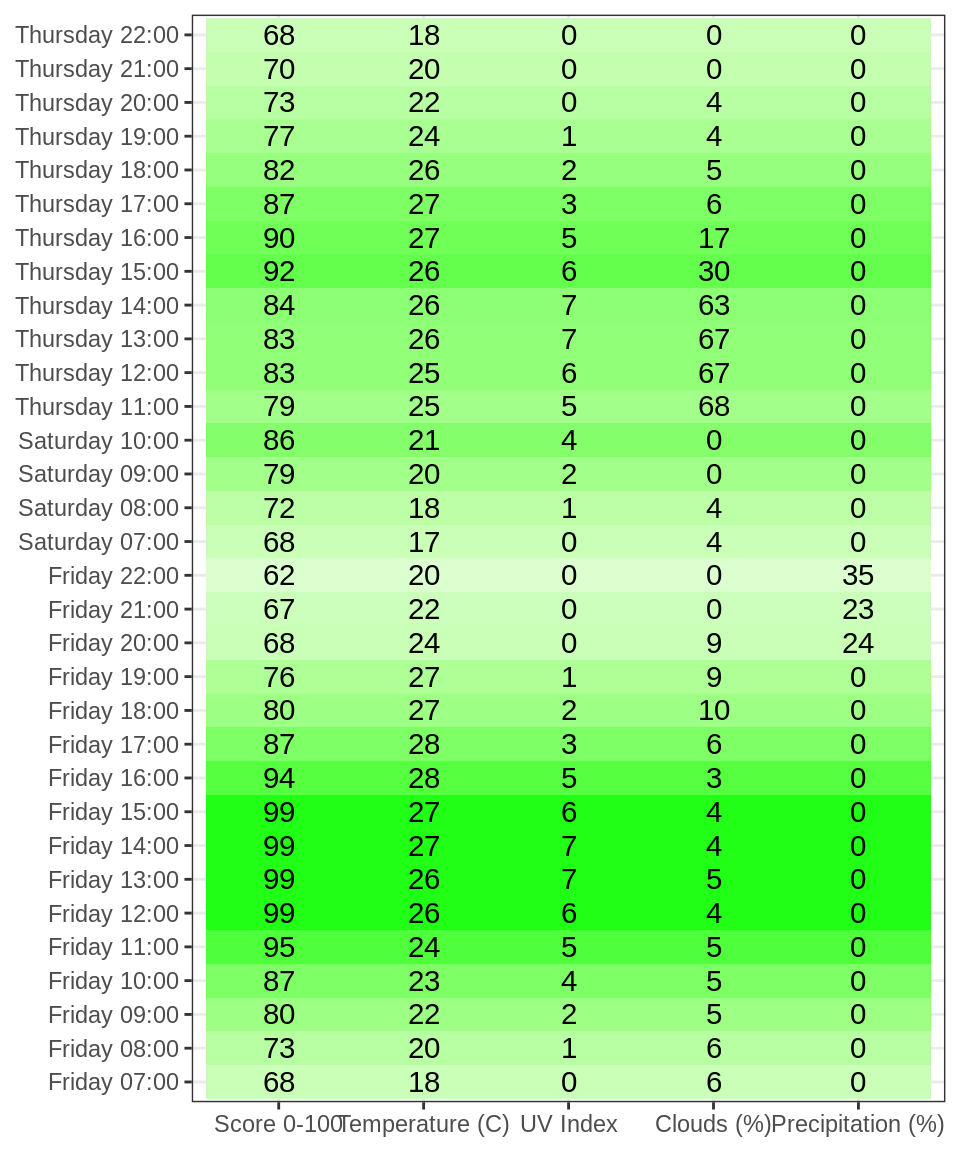 Thursday 22:00 68 18 0 0 0
Thursday 21:00 70 20 0 0 0
Thursday 20:00 73 22 0 4 0
Thursday 19:00 77 24 1 4 0
Thursday 18:00 82 26 2 5 0
Thursday 17:00 87 27 3 6 0
Thursday 16:00 90 27 5 17 0
Thursday 15:00 92 26 6 30 0
Thursday 14:00 84 26 7 63 0
Thursday 13:00 83 26 7 67 0
Thursday 12:00 83 25 6 67 0
Thursday 11:00 79 25 5 68 0
Saturday 10:00 86 21 4 0 0
Saturday 09:00 79 20 2 0 0
Saturday 08:00 72 18 1 4 0
Saturday 07:00 68 17 0 4 0
Friday 22:00 62 20 0 0 35
Friday 21:00 67 22 0 0 23
Friday 20:00 68 24 0 9 24
Friday 19:00 76 27 1 9 0
Friday 18:00 80 27 2 10 0
Friday 17:00 87 28 3 6 0
Friday 16:00 94 28 5 3 0
Friday 15:00 99 27 6 4 0
Friday 14:00 99 27 7 4 0
Friday 13:00 99 26 7 5 0
Friday 12:00 99 26 6 4 0
Friday 11:00 95 24 5 5 0
Friday 10:00 87 23 4 5 0
Friday 09:00 80 22 2 5 0
Friday 08:00 73 20 1 6 0
Friday 07:00 68 18 0 6 0
Score 0-100 Temperature (C) UV Index Clouds (%) Precipitation (%)